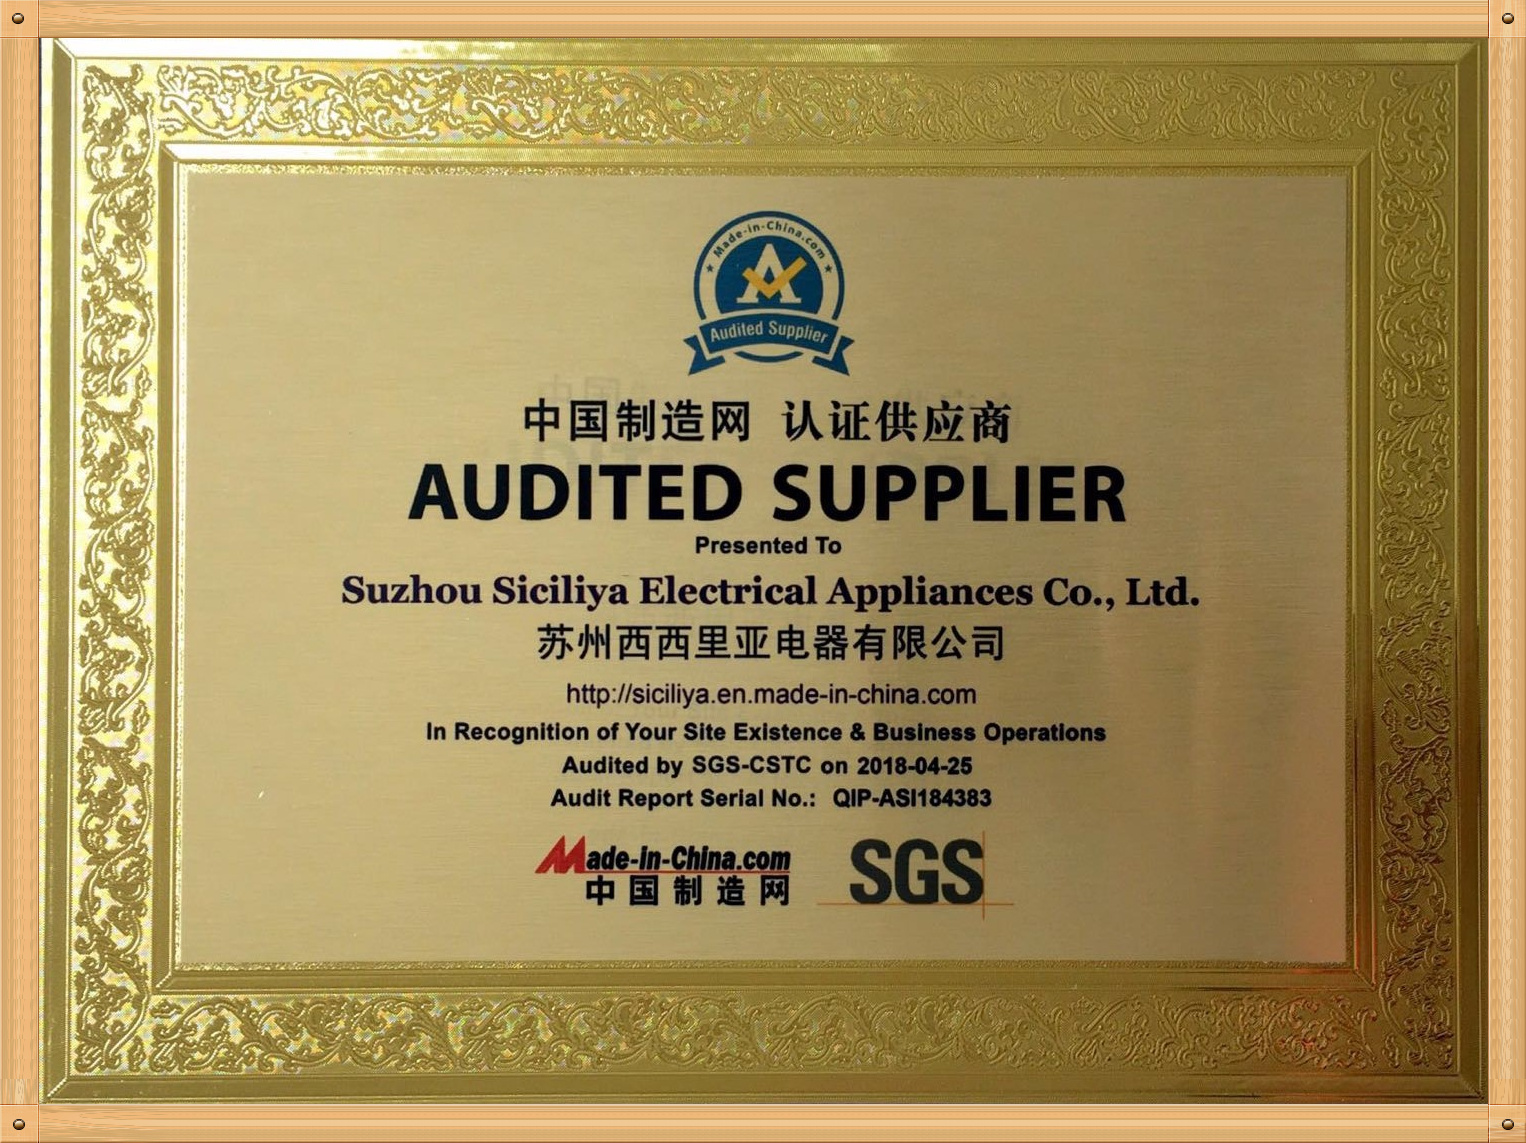 ★ Made-in-China.com ★
Audited Supplier
中国制造网 认证供应商
AUDITED SUPPLIER
Presented To
Suzhou Siciliya Electrical Appliances Co., Ltd.
苏州西西里亚电器有限公司
http://siciliya.en.made-in-china.com
In Recognition of Your Site Existence & Business Operations
Audited by SGS-CSTC on 2018-04-25
Audit Report Serial No.: QIP-ASI184383
Made-in-China.com
中国制造网
SGS